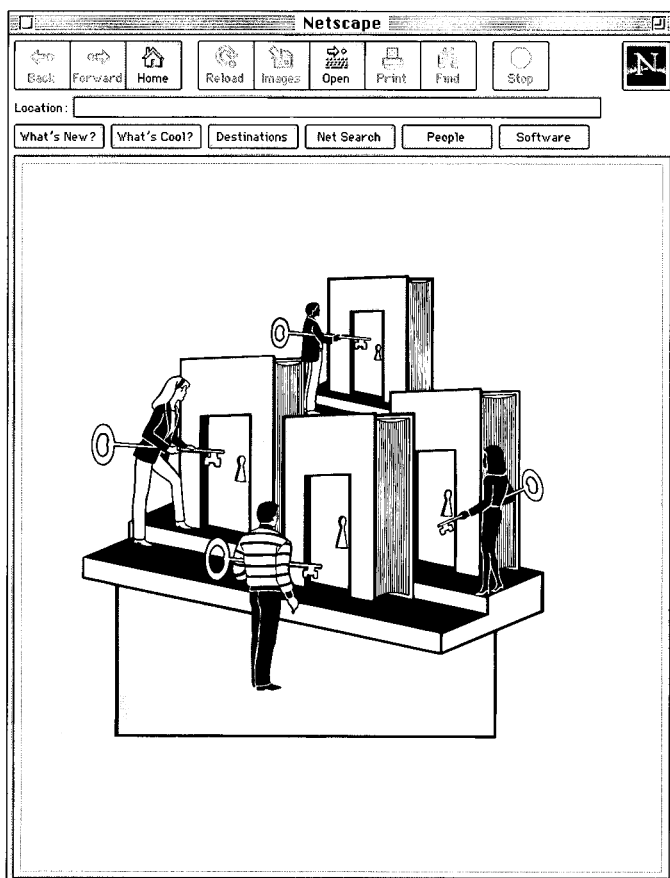 Netscape
Back Forward Home Reload Images Open Print Find Stop
N
Location:
What's New? What's Cool? Destinations Net Search People Software